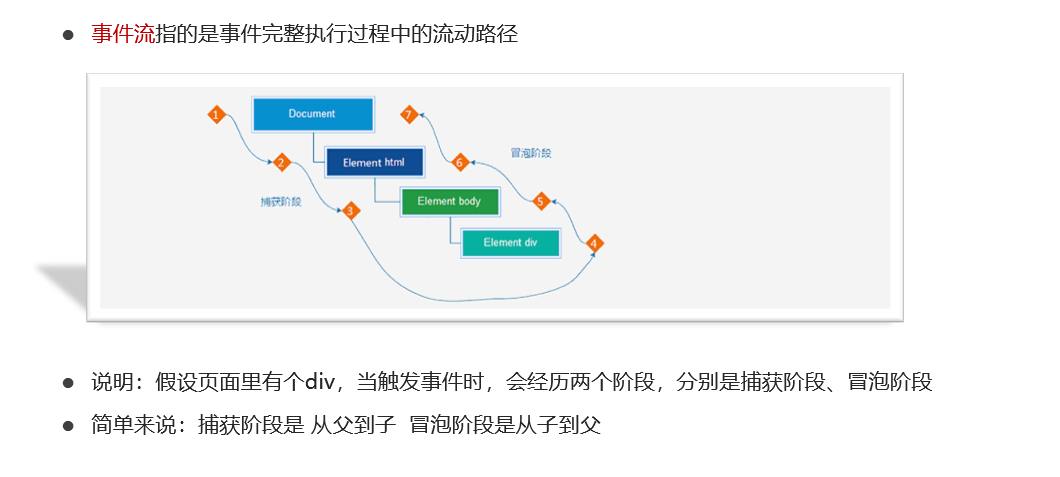 事件流指的是事件完整执行过程中的流动路径
1
Document
7
2
Element html
6
冒泡阶段
捕获阶段
3
Element body
5
Element div
4
说明：假设页面里有个div，当触发事件时，会经历两个阶段，分别是捕获阶段、冒泡阶段
简单来说：捕获阶段是 从父到子 冒泡阶段是从子到父